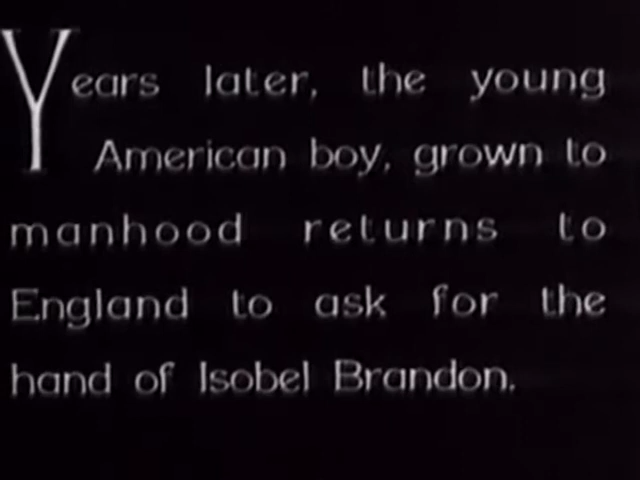 Years later, the young
American boy, grown to
manhood returns to
England to ask for the
hand of Isobel Brandon.